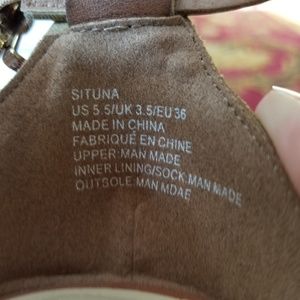 SITUNA
US 5.5/UK 3.5/EU 36
MADE IN CHINA
FABRIQUÉ EN CHINE
UPPER:MAN MADE
INNER LINING/SOCK:MAN MADE
OUTSOLE:MAN MDAE